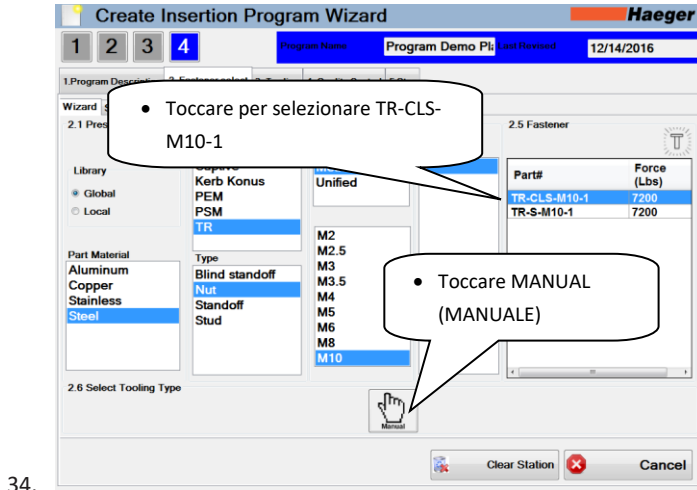 Create Insertion Program Wizard
Haeger
1 2 3 4
Program Name
Program Demo Pl
Last Revised
12/14/2016
1.Program Description
Wizard
2.1 Pres
2.5 Fastener
• Toccare per selezionare TR-CLS-
M10-1
Library
Global
Local
Kerb Konus
PEM
PSM
TR
Unified
Part#
Force
(Lbs)
TR-CLS-M10-1 7200
TR-S-M10-1 7200
Part Material
Aluminum
Copper
Stainless
Steel
Type
Blind standoff
Nut
Standoff
Stud
M2
M2.5
M3
M3.5
M4
M5
M6
M8
M10
• Toccare MANUAL
(MANUALE)
2.6 Select Tooling Type
Manual
Clear Station
Cancel
34.